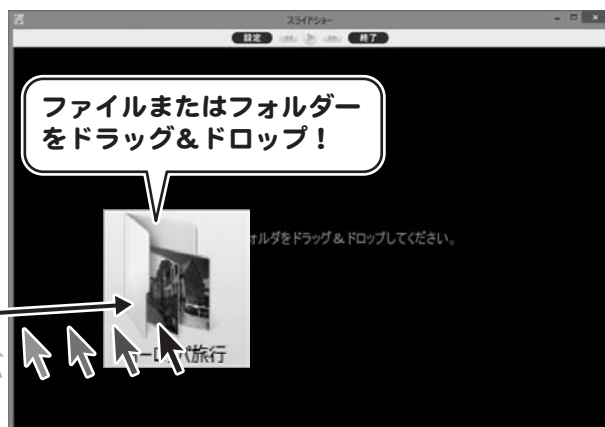 スライドショー
設定
終了
ファイルまたはフォルダー
をドラッグ&ドロップ!
ォルダをドラッグ&ドロップしてください。
旅行